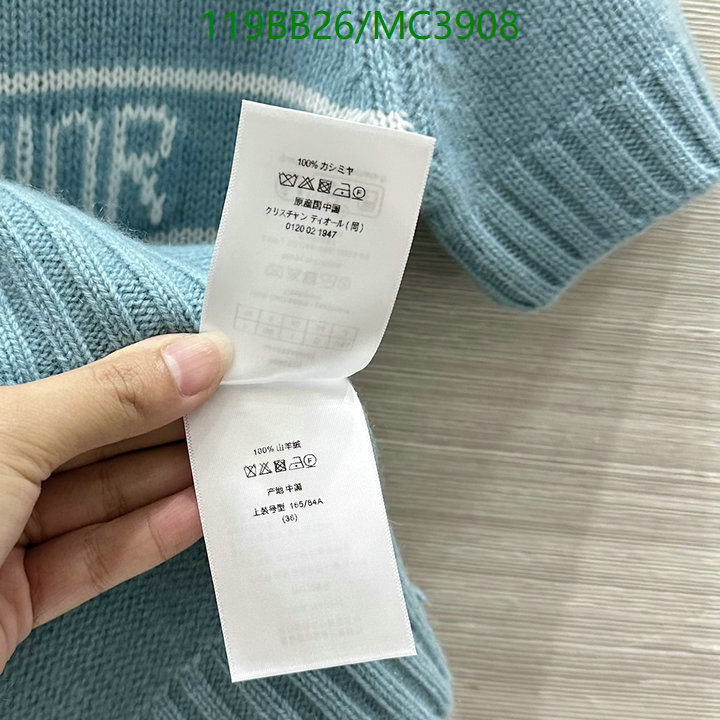 119BB26/MC3908
100% カシミヤ
原産国中国
クリスチャン ディオール(同)
0120 02 1947
100% 山羊绒
产地 中国
上装号型 165/84A
(36)